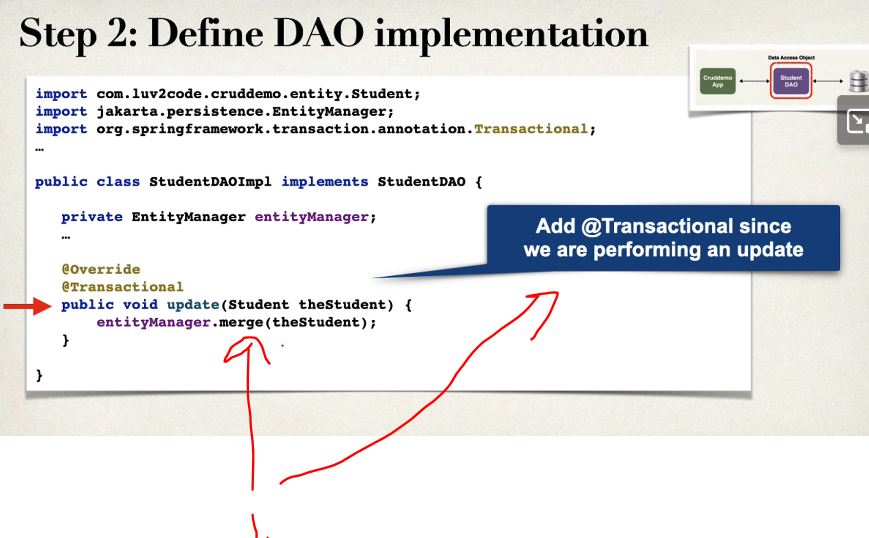 Step 2: Define DAO implementation
Data Access Object
Cruddemo
App
Student
DAO
import com.luv2code.cruddemo.entity.Student;
import jakarta.persistence.EntityManager;
import org.springframework.transaction.annotation.Transactional;
…
public class StudentDAOImpl implements StudentDAO {
private EntityManager entityManager;
…
Add @Transactional since
we are performing an update
@Override
@Transactional
public void update(Student theStudent) {
entityManager.merge(theStudent);
}
}